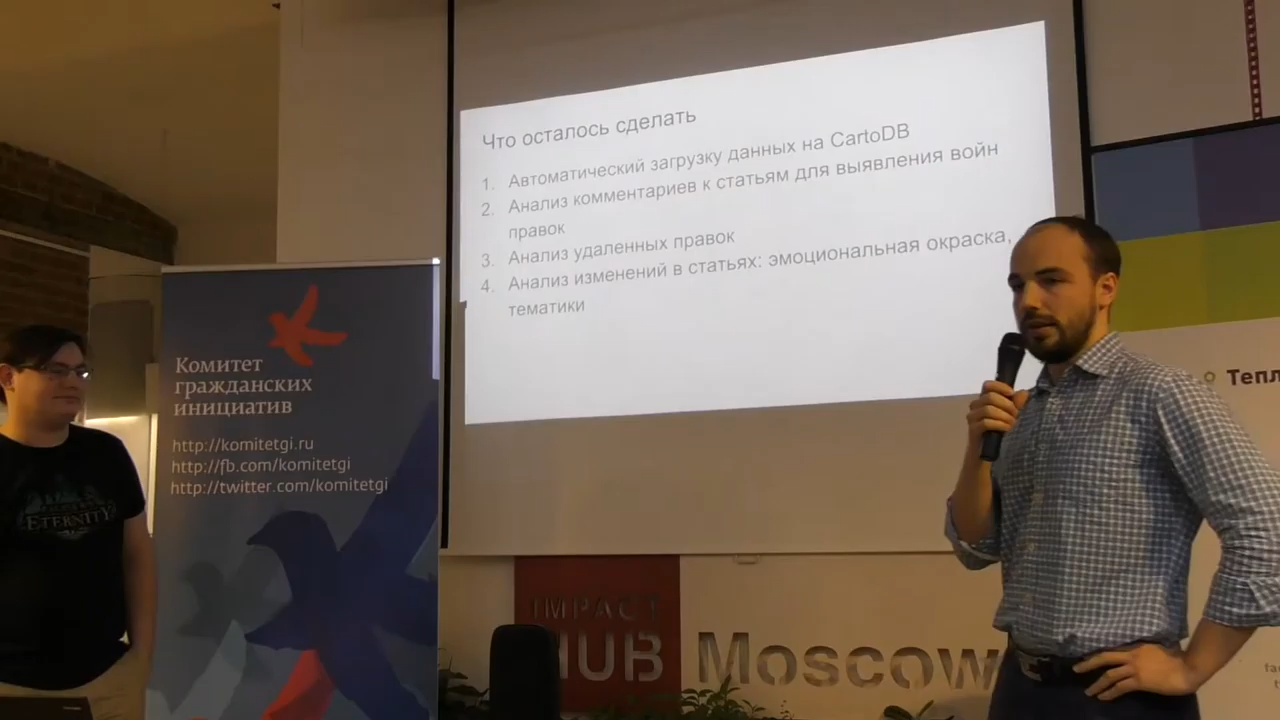 Что осталось сделать
1. Автоматический загрузку данных на CartoDB
2. Анализ комментариев к статьям для выявления войн
правок
3. Анализ удаленных правок
4. Анализ изменений в статьях: эмоциональная окраска,
тематики
Комитет
гражданских
инициатив
http://komitetgi.ru
http://fb.com/komitetgi
http://twitter.com/komitetgi
ETERNITY
IMPACT
HUB Moscow
Тепл